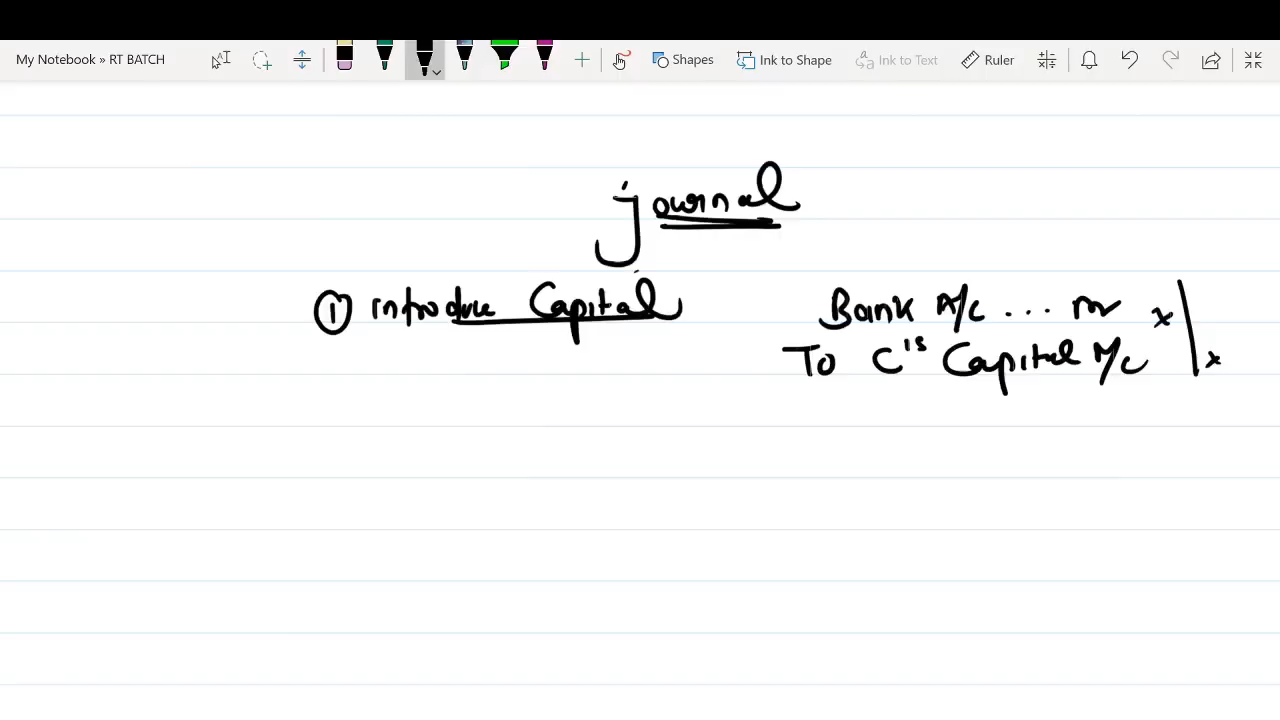 My Notebook » RT BATCH Shapes Ink to Shape Ink to Text Ruler
journal
① introduce Capital
Bank A/c ... Dr x
To C's Capital A/c x